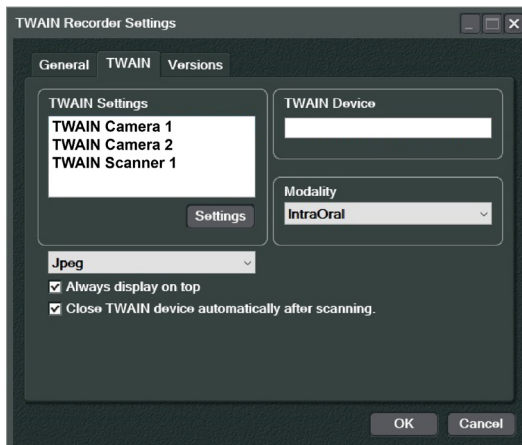 TWAIN Recorder Settings
General TWAIN Versions
TWAIN Settings
TWAIN Camera 1
TWAIN Camera 2
TWAIN Scanner 1
Settings
TWAIN Device
Modality
IntraOral
Jpeg
Always display on top
Close TWAIN device automatically after scanning.
OK Cancel